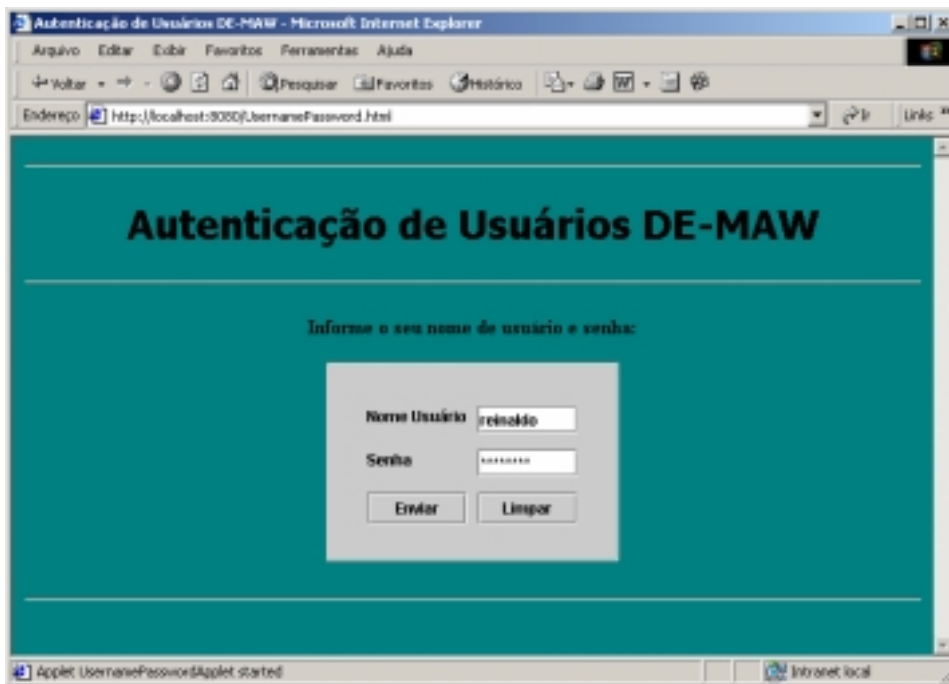 Autenticação de Usuários DE-MAW - Microsoft Internet Explorer
Arquivo Editar Exibir Favoritos Ferramentas Ajuda
Voltar Pesquisar Favoritos Histórico
Endereço http://localhost:8080/UsernamePassword.html Ir Links »
Autenticação de Usuários DE-MAW
Informe o seu nome de usuário e senha:
Nome Usuário reinaldo
Senha ********
Enviar Limpar
Applet UsernamePasswordApplet started Intranet local